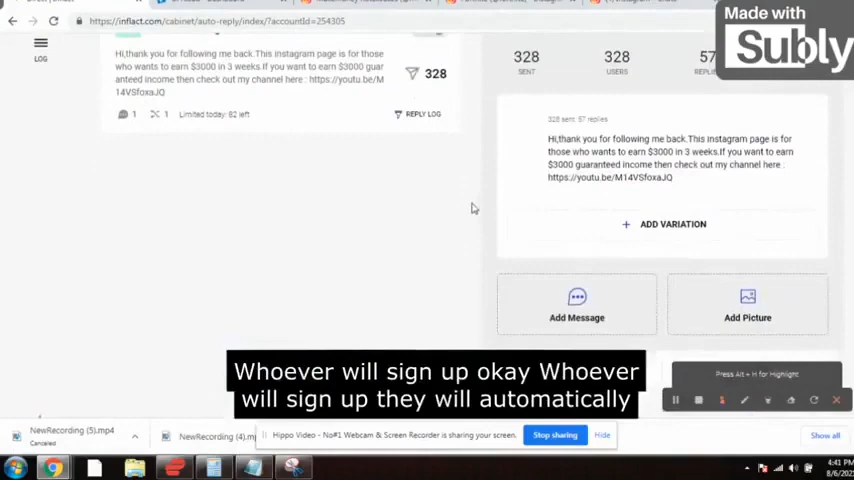 https://inflact.com/cabinet/auto-reply/index/?accountId=254305
Made with
Subly
LOG
Hi,thank you for following me back.This instagram page is for those
who wants to earn $3000 in 3 weeks.If you want to earn $3000 guar
anteed income then check out my channel here : https://youtu.be/M
14VSfoxaJQ
328
1
1
Limited today: 82 left
REPLY LOG
328
328
57
SENT
USERS
REPLIE
328 sent 57 replies
Hi,thank you for following me back.This instagram page is for
those who wants to earn $3000 in 3 weeks.If you want to earn
$3000 guaranteed income then check out my channel here :
https://youtu.be/M14VSfoxaJQ
+ ADD VARIATION
Add Message
Add Picture
Whoever will sign up okay Whoever
will sign up they will automatically
Press Alt + H for Highlight
NewRecording (5).mp4
Canceled
NewRecording (4).mp
Hippo Video - No#1 Webcam & Screen Recorder is sharing your screen.
Stop sharing
Hide
Show all
4:41 PM